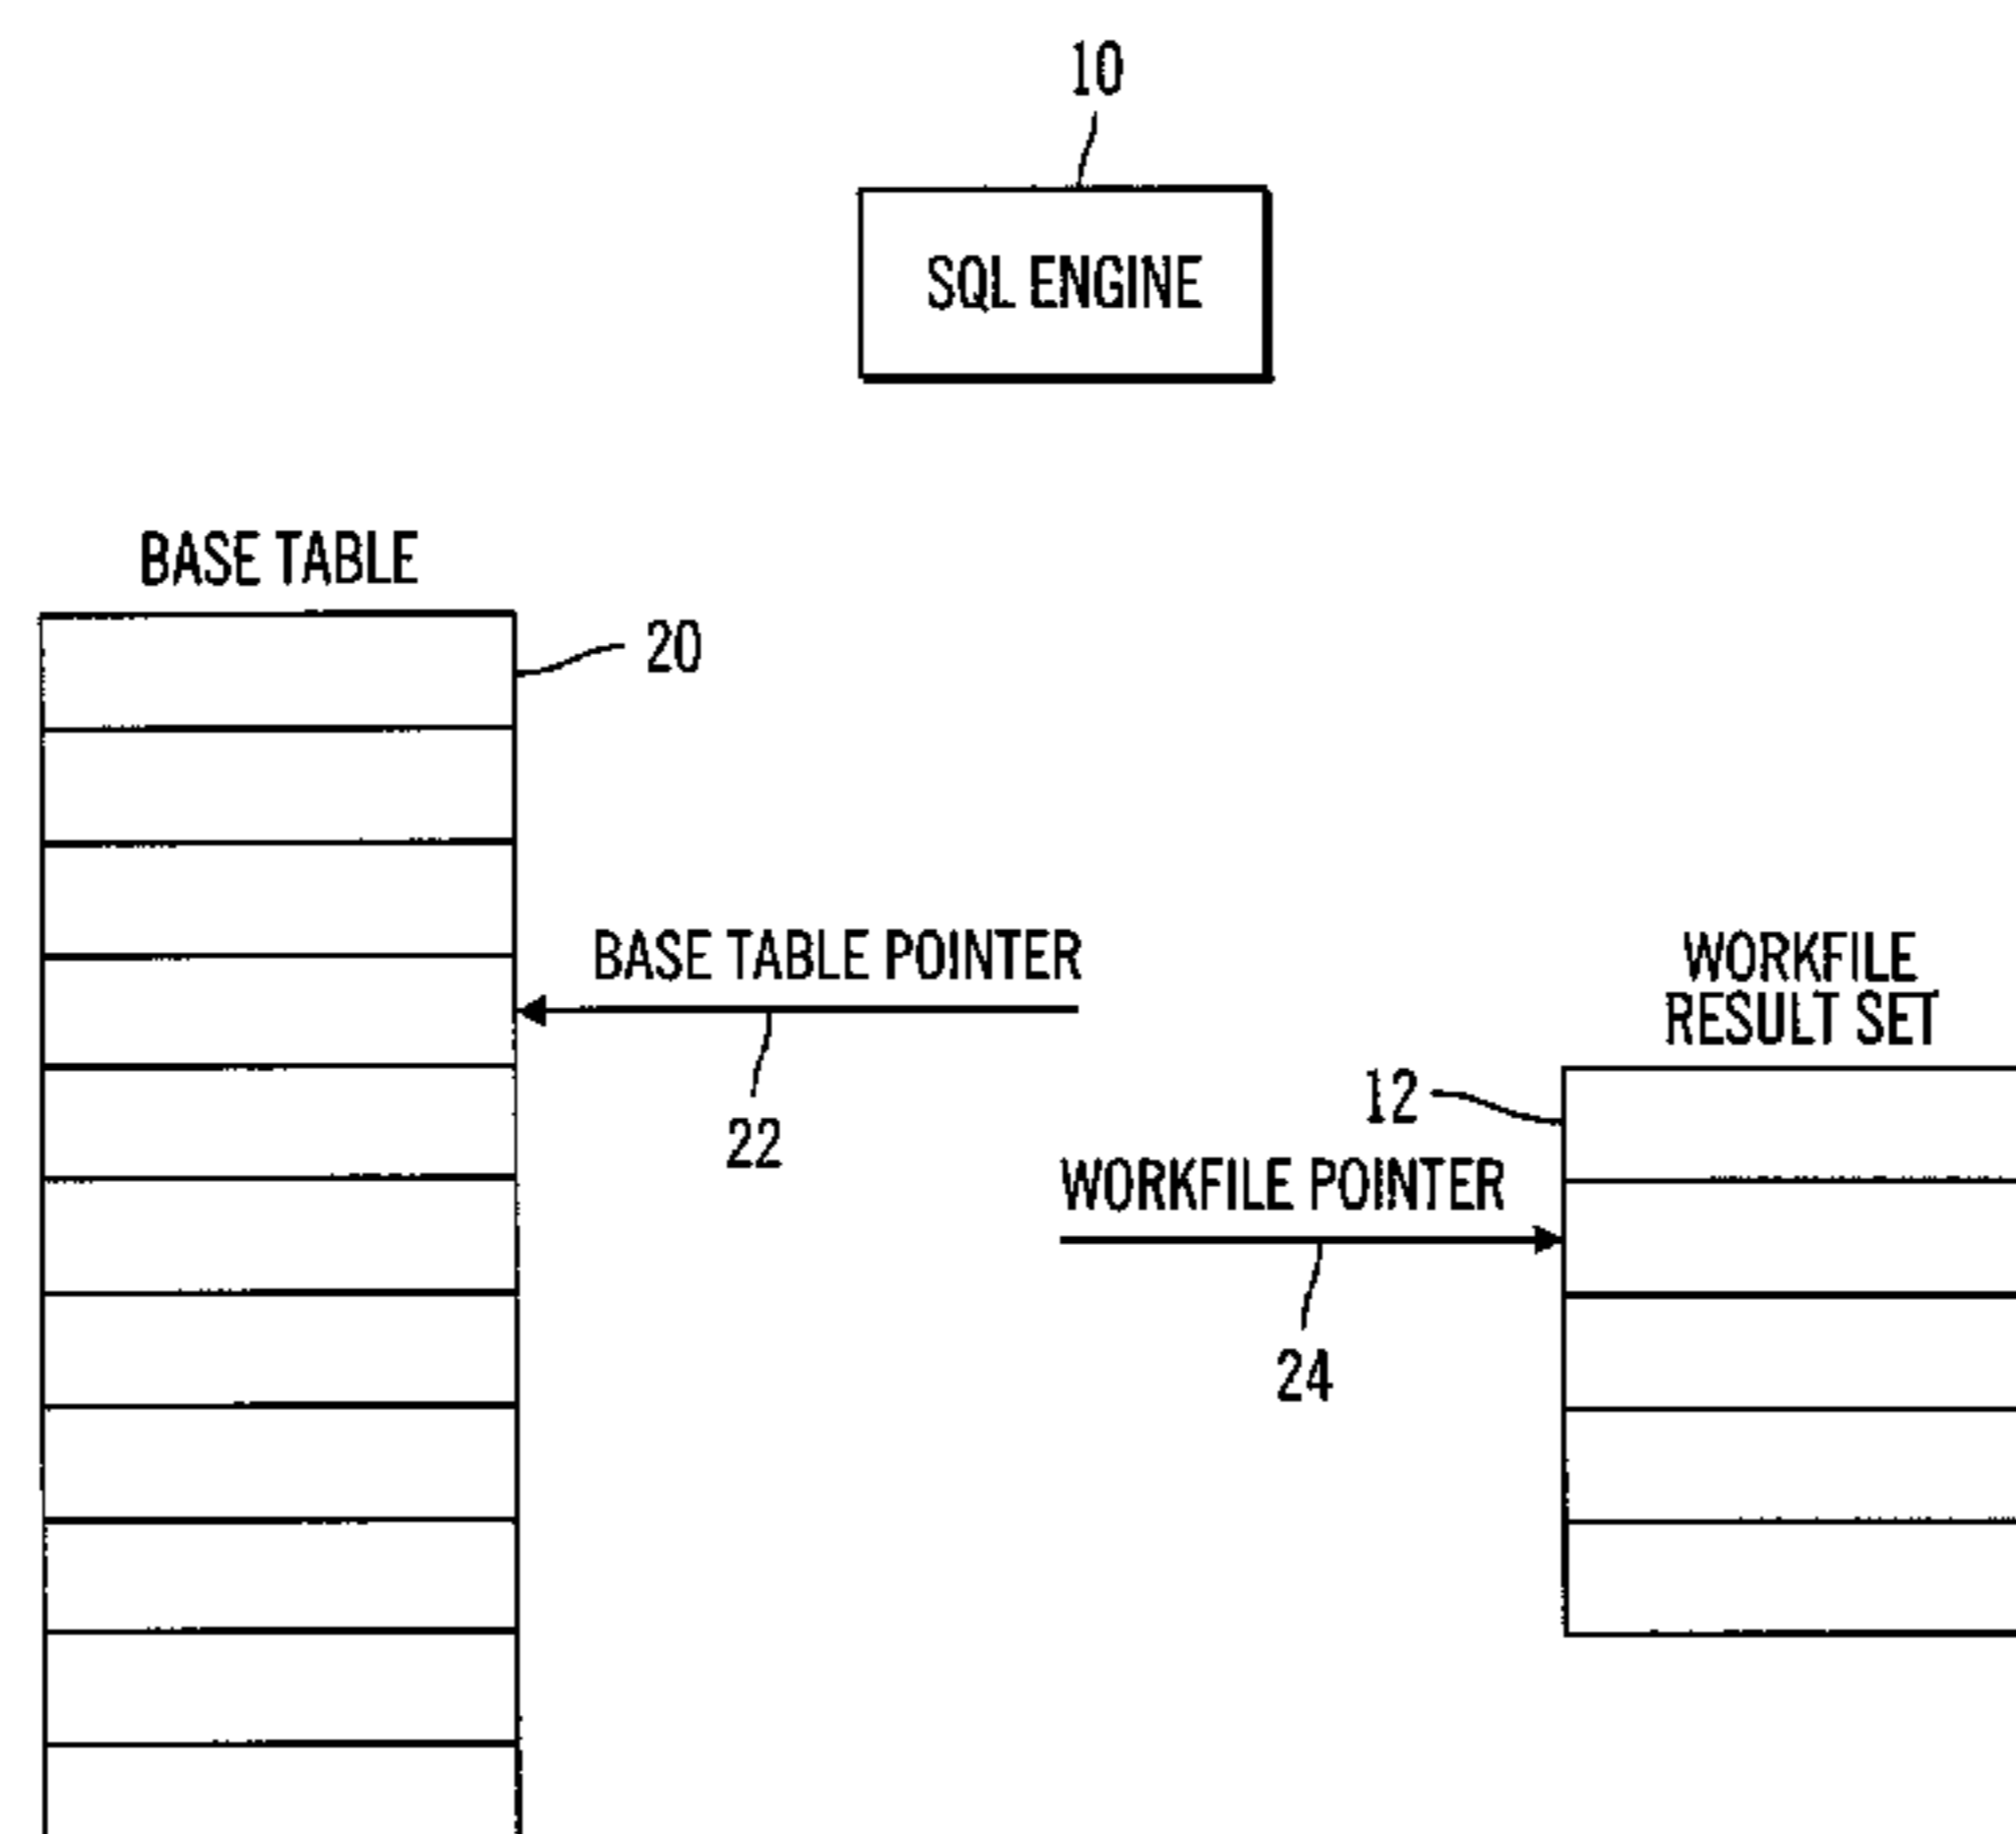 10
SQL ENGINE
BASE TABLE
20
BASE TABLE POINTER
22
WORKFILE
RESULT SET
12
WORKFILE POINTER
24